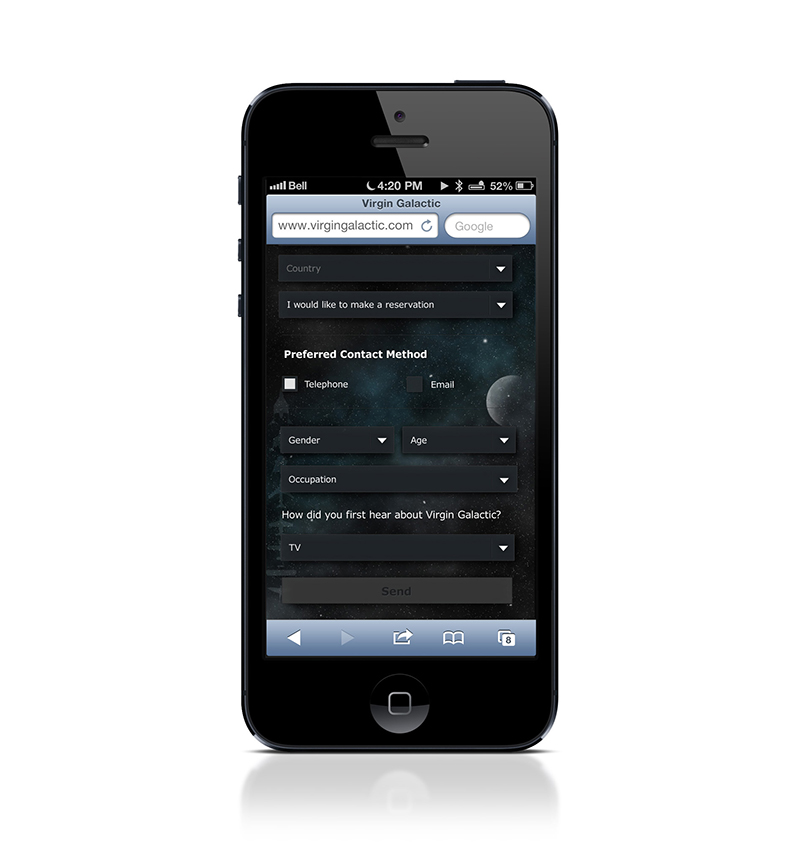 Bell 4:20 PM 52%
Virgin Galactic
www.virgingalactic.com Google
Country
I would like to make a reservation
Preferred Contact Method
Telephone Email
Gender Age
Occupation
How did you first hear about Virgin Galactic?
TV
Send
8